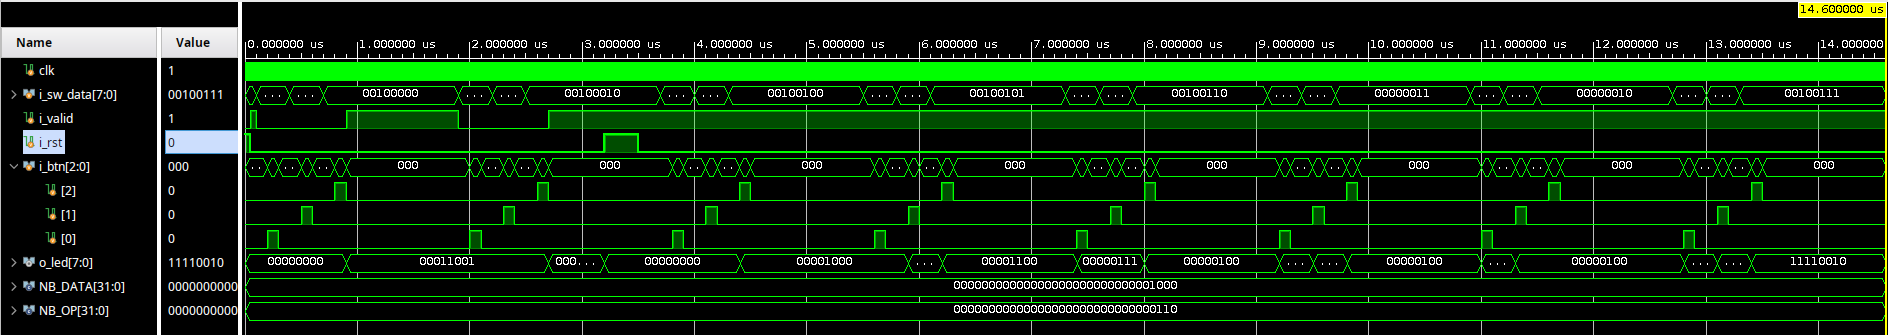 14.600000 us
Name Value
0.000000 us 1.000000 us 2.000000 us 3.000000 us 4.000000 us 5.000000 us 6.000000 us 7.000000 us 8.000000 us 9.000000 us 10.000000 us 11.000000 us 12.000000 us 13.000000 us 14.000000
clk 1
i_sw_data[7:0] 00100111 ... ... 00100000 ... ... 00100010 ... ... 00100100 ... ... 00100101 ... ... 00100110 ... ... 00000011 ... ... 00000010 ... ... 00100111
i_valid 1
i_rst 0
i_btn[2:0] 000 ... ... ... 000 ... ... 000 ... ... 000 ... ... 000 ... ... 000 ... ... 000 ... ... 000 ... ... 000
[2] 0
[1] 0
[0] 0
o_led[7:0] 11110010 00000000 00011001 000... 00000000 00001000 ... 00001100 00000111 00000100 ... ... 00000100 ... 00000100 ... ... 11110010
NB_DATA[31:0] 0000000000 00000000000000000000000000001000
NB_OP[31:0] 0000000000 00000000000000000000000000000110